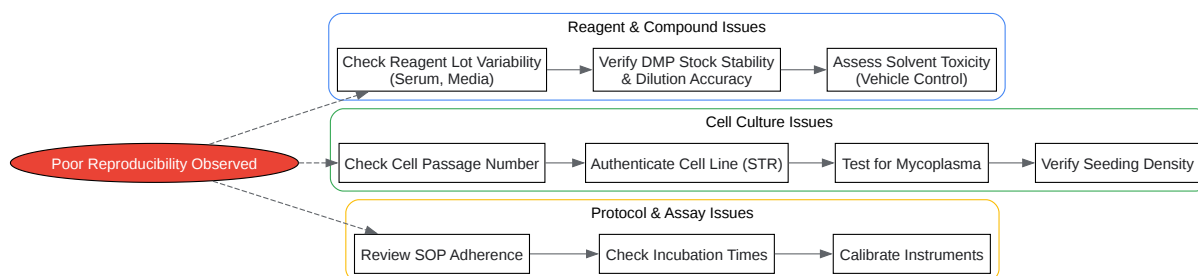 Reagent & Compound Issues
Check Reagent Lot Variability
(Serum, Media)
Verify DMP Stock Stability
& Dilution Accuracy
Assess Solvent Toxicity
(Vehicle Control)
Poor Reproducibility Observed
Cell Culture Issues
Check Cell Passage Number
Authenticate Cell Line (STR)
Test for Mycoplasma
Verify Seeding Density
Protocol & Assay Issues
Review SOP Adherence
Check Incubation Times
Calibrate Instruments